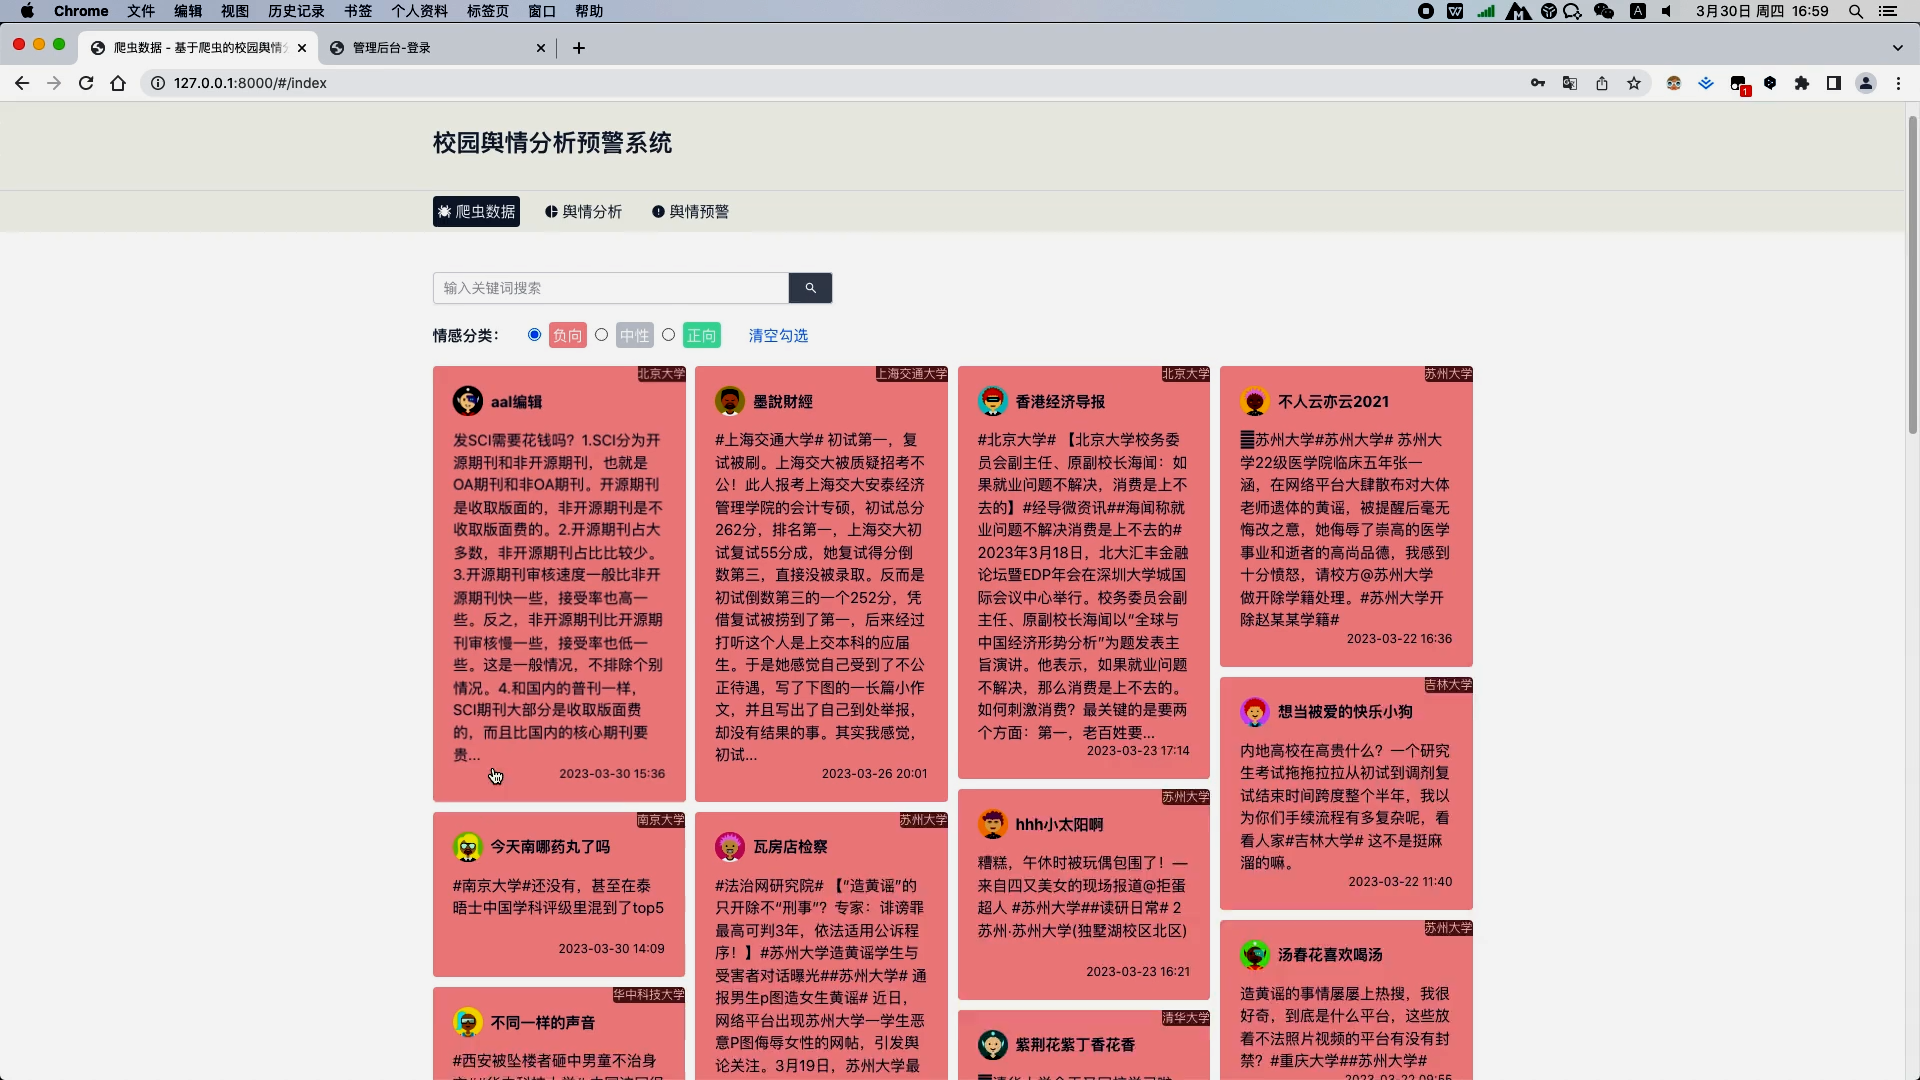 Chrome 文件 编辑 视图 历史记录 书签 个人资料 标签页 窗口 帮助
A
3月30日 周四 16:59
爬虫数据 - 基于爬虫的校园舆情分
管理后台-登录
127.0.0.1:8000/#/index
1
校园舆情分析预警系统
爬虫数据
舆情分析
舆情预警
输入关键词搜索
情感分类：
负向
中性
正向
清空勾选
北京大学
aal编辑
发SCI需要花钱吗？1.SCI分为开
源期刊和非开源期刊，也就是
OA期刊和非OA期刊。开源期刊
是收取版面的，非开源期刊是不
收取版面费的。2.开源期刊占大
多数，非开源期刊占比比较少。
3.开源期刊审核速度一般比非开
源期刊快一些，接受率也高一
些。反之，非开源期刊比开源期
刊审核慢一些，接受率也低一
些。这是一般情况，不排除个别
情况。4.和国内的普刊一样，
SCI期刊大部分是收取版面费
的，而且比国内的核心期刊要
贵...
2023-03-30 15:36
上海交通大学
墨說財經
#上海交通大学# 初试第一，复
试被刷。上海交大被质疑招考不
公！此人报考上海交大安泰经济
管理学院的会计专硕，初试总分
262分，排名第一，上海交大初
试复试55分成，她复试得分倒
数第三，直接没被录取。反而是
初试倒数第三的一个252分，凭
借复试被捞到了第一，后来经过
打听这个人是上交本科的应届
生。于是她感觉自己受到了不公
正待遇，写了下图的一长篇小作
文，并且写出了自己到处举报，
却没有结果的事。其实我感觉，
初试...
2023-03-26 20:01
北京大学
香港经济导报
#北京大学# 【北京大学校务委
员会副主任、原副校长海闻：如
果就业问题不解决，消费是上不
去的】#经导微资讯##海闻称就
业问题不解决消费是上不去的#
2023年3月18日，北大汇丰金融
论坛暨EDP年会在深圳大学城国
际会议中心举行。校务委员会副
主任、原副校长海闻以“全球与
中国经济形势分析”为题发表主
旨演讲。他表示，如果就业问题
不解决，那么消费是上不去的。
如何刺激消费？最关键的是要两
个方面：第一，老百姓要...
2023-03-23 17:14
苏州大学
不人云亦云2021
苏州大学#苏州大学# 苏州大
学22级医学院临床五年张一
涵，在网络平台大肆散布对大体
老师遗体的黄谣，被提醒后毫无
悔改之意，她侮辱了崇高的医学
事业和逝者的高尚品德，我感到
十分愤怒，请校方@苏州大学
做开除学籍处理。#苏州大学开
除赵某某学籍#
2023-03-22 16:36
吉林大学
想当被爱的快乐小狗
内地高校在高贵什么？一个研究
生考试拖拖拉拉从初试到调剂复
试结束时间跨度整个半年，我以
为你们手续流程有多复杂呢，看
看人家#吉林大学# 这不是挺麻
溜的嘛。
2023-03-22 11:40
南京大学
今天南哪药丸了吗
#南京大学#还没有，甚至在泰
晤士中国学科评级里混到了top5
2023-03-30 14:09
苏州大学
瓦房店检察
#法治网研究院# 【“造黄谣”的
只开除不“刑事”？专家：诽谤罪
最高可判3年，依法适用公诉程
序！】#苏州大学造黄谣学生与
受害者对话曝光##苏州大学# 通
报男生p图造女生黄谣# 近日，
网络平台出现苏州大学一学生恶
意P图侮辱女性的网帖，引发舆
论关注。3月19日，苏州大学最
苏州大学
hhh小太阳啊
糟糕，午休时被玩偶包围了！—
来自四又美女的现场报道@拒蛋
超人 #苏州大学##读研日常# 2
苏州·苏州大学(独墅湖校区北区)
2023-03-23 16:21
苏州大学
汤春花喜欢喝汤
造黄谣的事情屡屡上热搜，我很
好奇，到底是什么平台，这些放
着不法照片视频的平台有没有封
禁？#重庆大学##苏州大学#
2023-03-22 09:55
华中科技大学
不同一样的声音
#西安被坠楼者砸中男童不治身
清华大学
紫荆花紫丁香花香